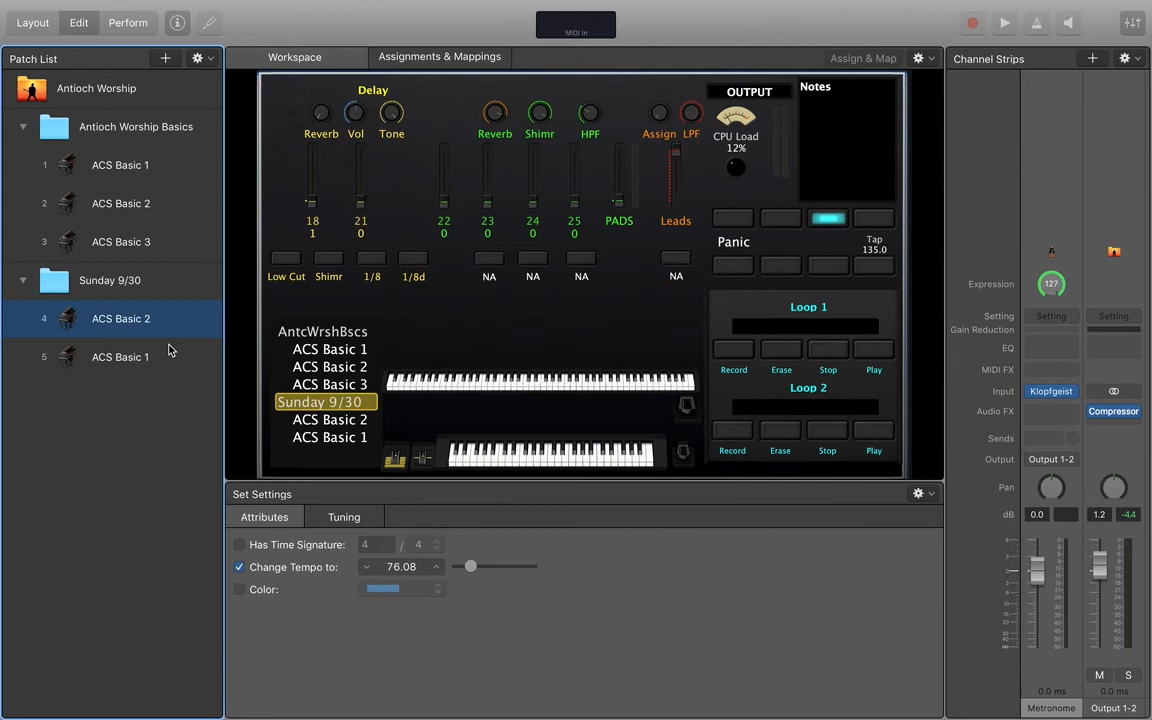 Layout Edit Perform
MIDI In
Patch List
Antioch Worship
Antioch Worship Basics
1 ACS Basic 1
2 ACS Basic 2
3 ACS Basic 3
Sunday 9/30
4 ACS Basic 2
5 ACS Basic 1
Workspace Assignments & Mappings Assign & Map
Delay
Reverb Vol Tone Reverb Shimr HPF Assign LPF
18 21 22 23 24 25 PADS Leads
1 0 0 0 0 0
Low Cut Shimr 1/8 1/8d NA NA NA NA
OUTPUT
CPU Load
12%
Notes
Panic
Tap
135.0
AntcWrshBscs
ACS Basic 1
ACS Basic 2
ACS Basic 3
Sunday 9/30
ACS Basic 2
ACS Basic 1
Loop 1
Record Erase Stop Play
Loop 2
Record Erase Stop Play
Set Settings
Attributes Tuning
Has Time Signature: 4 / 4
Change Tempo to: 76.08
Color:
Channel Strips
Expression 127
Setting Setting Setting
Gain Reduction
EQ
MIDI FX
Input Klopfgeist
Audio FX Compressor
Sends
Output Output 1-2
Pan
dB 0.0 1.2 -4.4
M S
0.0 ms 0.0 ms
Metronome Output 1-2